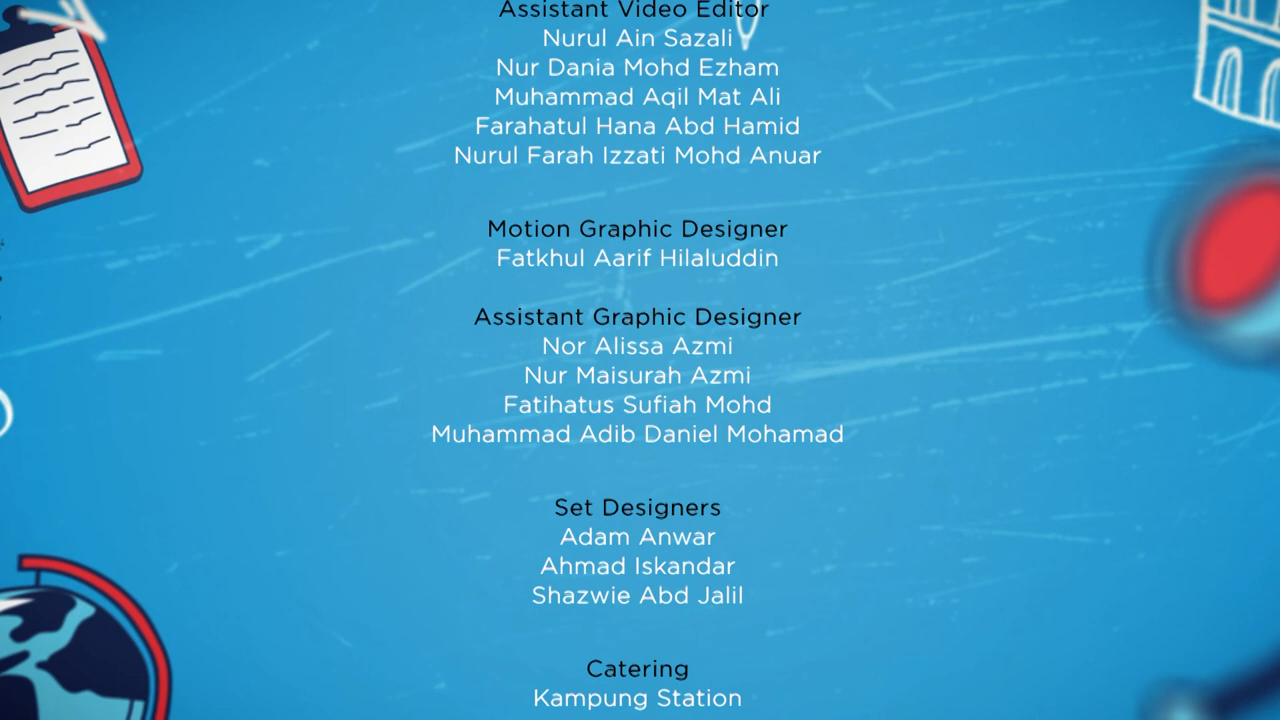 Assistant Video Editor
Nurul Ain Sazali
Nur Dania Mohd Ezham
Muhammad Aqil Mat Ali
Farahatul Hana Abd Hamid
Nurul Farah Izzati Mohd Anuar
Motion Graphic Designer
Fatkhul Aarif Hilaluddin
Assistant Graphic Designer
Nor Alissa Azmi
Nur Maisurah Azmi
Fatihatus Sufiah Mohd
Muhammad Adib Daniel Mohamad
Set Designers
Adam Anwar
Ahmad Iskandar
Shazwie Abd Jalil
Catering
Kampung Station